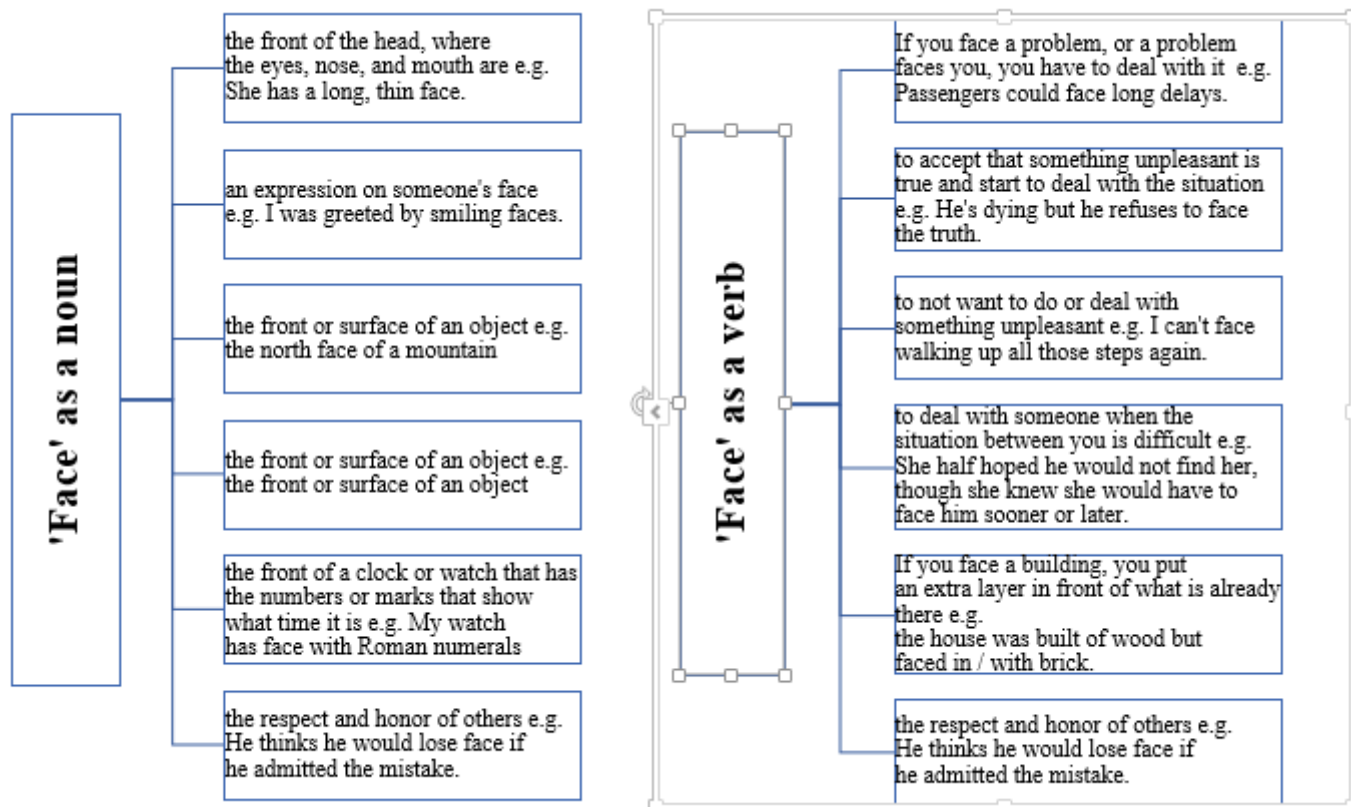 'Face' as a noun
the front of the head, where
the eyes, nose, and mouth are e.g.
She has a long, thin face.
an expression on someone's face
e.g. I was greeted by smiling faces.
the front or surface of an object e.g.
the north face of a mountain
the front or surface of an object e.g.
the front or surface of an object
the front of a clock or watch that has
the numbers or marks that show
what time it is e.g. My watch
has face with Roman numerals
the respect and honor of others e.g.
He thinks he would lose face if
he admitted the mistake.
'Face' as a verb
If you face a problem, or a problem
faces you, you have to deal with it e.g.
Passengers could face long delays.
to accept that something unpleasant is
true and start to deal with the situation
e.g. He's dying but he refuses to face
the truth.
to not want to do or deal with
something unpleasant e.g. I can't face
walking up all those steps again.
to deal with someone when the
situation between you is difficult e.g.
She half hoped he would not find her,
though she knew she would have to
face him sooner or later.
If you face a building, you put
an extra layer in front of what is already
there e.g.
the house was built of wood but
faced in / with brick.
the respect and honor of others e.g.
He thinks he would lose face if
he admitted the mistake.